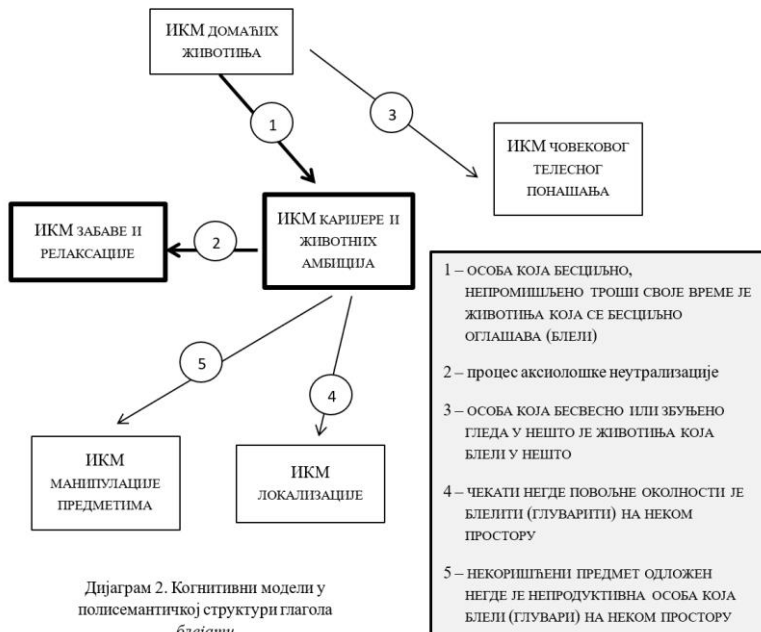 ИКМ ДОМАЋИХ
ЖИВОТИЊА
1
3
ИКМ ЧОВЕКОВОГ
ТЕЛЕСНОГ
ПОНАШАЊА
ИКМ ЗАБАВЕ И
РЕЛАКСАЦИЈЕ
2
ИКМ КАРИЈЕРЕ И
ЖИВОТНИХ
АМБИЦИЈА
5
4
ИКМ
МАНИПУЛАЦИЈЕ
ПРЕДМЕТИМА
ИКМ
ЛОКАЛИЗАЦИЈЕ
1 – ОСОБА КОЈА БЕСЦИЉНО,
НЕПРОМИШЉЕНО ТРОШИ СВОЈЕ ВРЕМЕ ЈЕ
ЖИВОТИЊА КОЈА СЕ БЕСЦИЉНО
ОГЛАШАВА (БЛЕЈИ)
2 – процес аксиолошке неутрализације
3 – ОСОБА КОЈА БЕСВЕСНО ИЛИ ЗБУЊЕНО
ГЛЕДА У НЕШТО ЈЕ ЖИВОТИЊА КОЈА
БЛЕЈИ У НЕШТО
4 – ЧЕКАТИ НЕГДЕ ПОВОЉНЕ ОКОЛНОСТИ ЈЕ
БЛЕЈИТИ (ГЛУВАРИТИ) НА НЕКОМ
ПРОСТОРУ
5 – НЕКОРИШЋЕНИ ПРЕДМЕТ ОДЛОЖЕН
НЕГДЕ ЈЕ НЕПРОДУКТИВНА ОСОБА КОЈА
БЛЕЈИ (ГЛУВАРИ) НА НЕКОМ ПРОСТОРУ
Дијаграм 2. Когнитивни модели у
полисемантичкој структури глагола
блејати